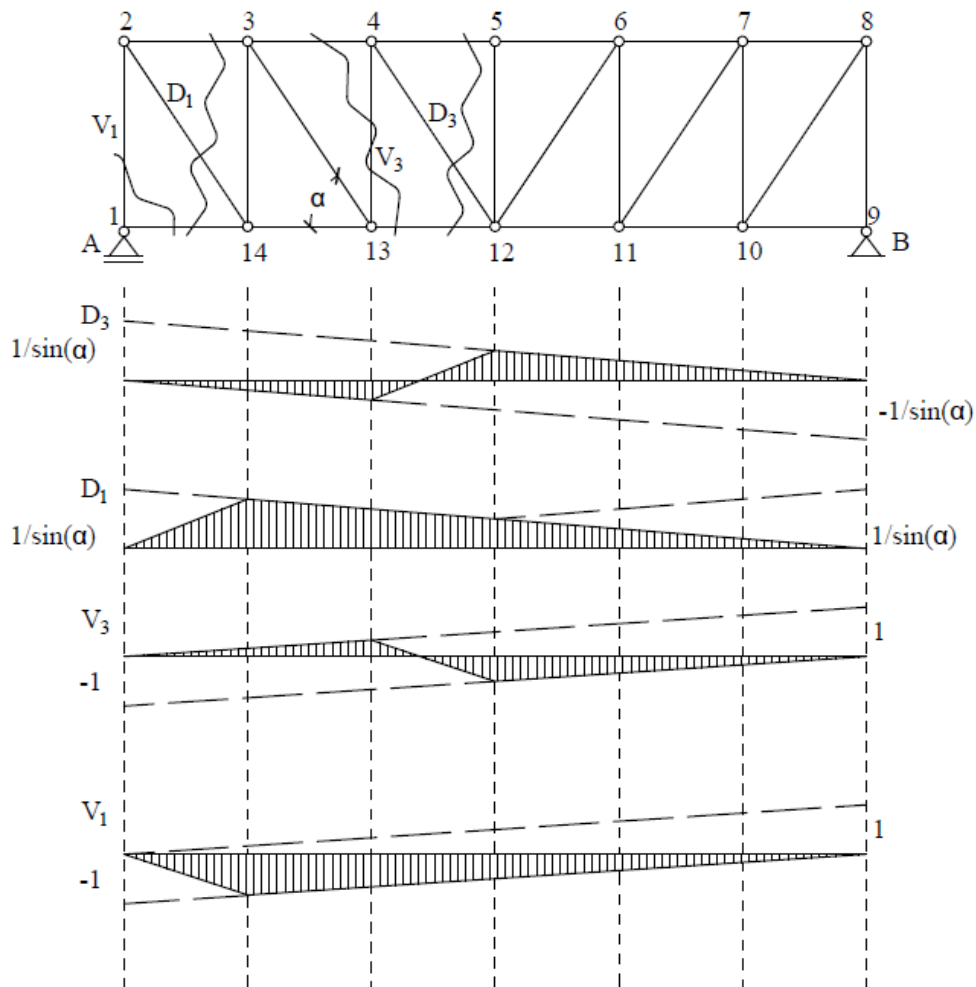 2 3 4 5 6 7 8
D₁
D₃
V₁
V₃
α
1 9
A B
14 13 12 11 10
D₃
1/sin(α)
-1/sin(α)
D₁
1/sin(α) 1/sin(α)
V₃
1
-1
V₁
1
-1